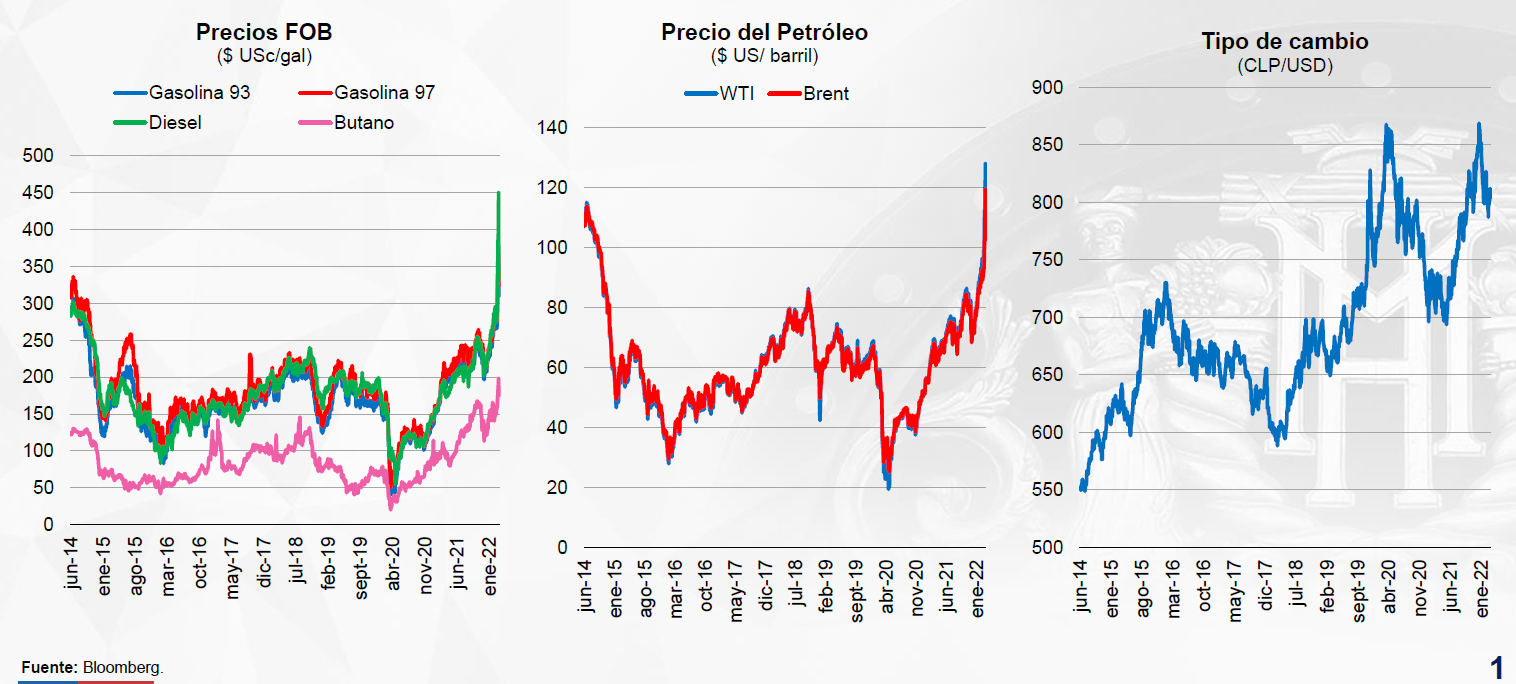 Precios FOB
($ USc/gal)
Gasolina 93
Gasolina 97
Diesel
Butano
500
450
400
350
300
250
200
150
100
50
0
jun-14
ene-15
ago-15
mar-16
oct-16
may-17
dic-17
jul-18
feb-19
sept-19
abr-20
nov-20
jun-21
ene-22
Precio del Petróleo
($ US/ barril)
WTI
Brent
140
120
100
80
60
40
20
0
jun-14
ene-15
ago-15
mar-16
oct-16
may-17
dic-17
jul-18
feb-19
sept-19
abr-20
nov-20
jun-21
ene-22
Tipo de cambio
(CLP/USD)
900
850
800
750
700
650
600
550
500
jun-14
ene-15
ago-15
mar-16
oct-16
may-17
dic-17
jul-18
feb-19
sept-19
abr-20
nov-20
jun-21
ene-22
Fuente: Bloomberg.
1